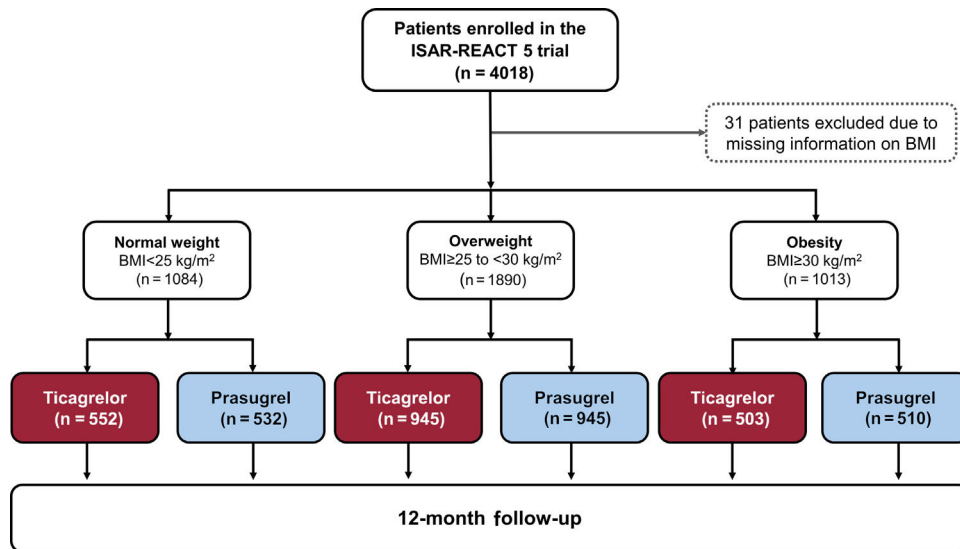 Patients enrolled in the
ISAR-REACT 5 trial
(n = 4018)
31 patients excluded due to
missing information on BMI
Normal weight
BMI<25 kg/m²
(n = 1084)
Overweight
BMI≥25 to <30 kg/m²
(n = 1890)
Obesity
BMI≥30 kg/m²
(n = 1013)
Ticagrelor
(n = 552)
Prasugrel
(n = 532)
Ticagrelor
(n = 945)
Prasugrel
(n = 945)
Ticagrelor
(n = 503)
Prasugrel
(n = 510)
12-month follow-up